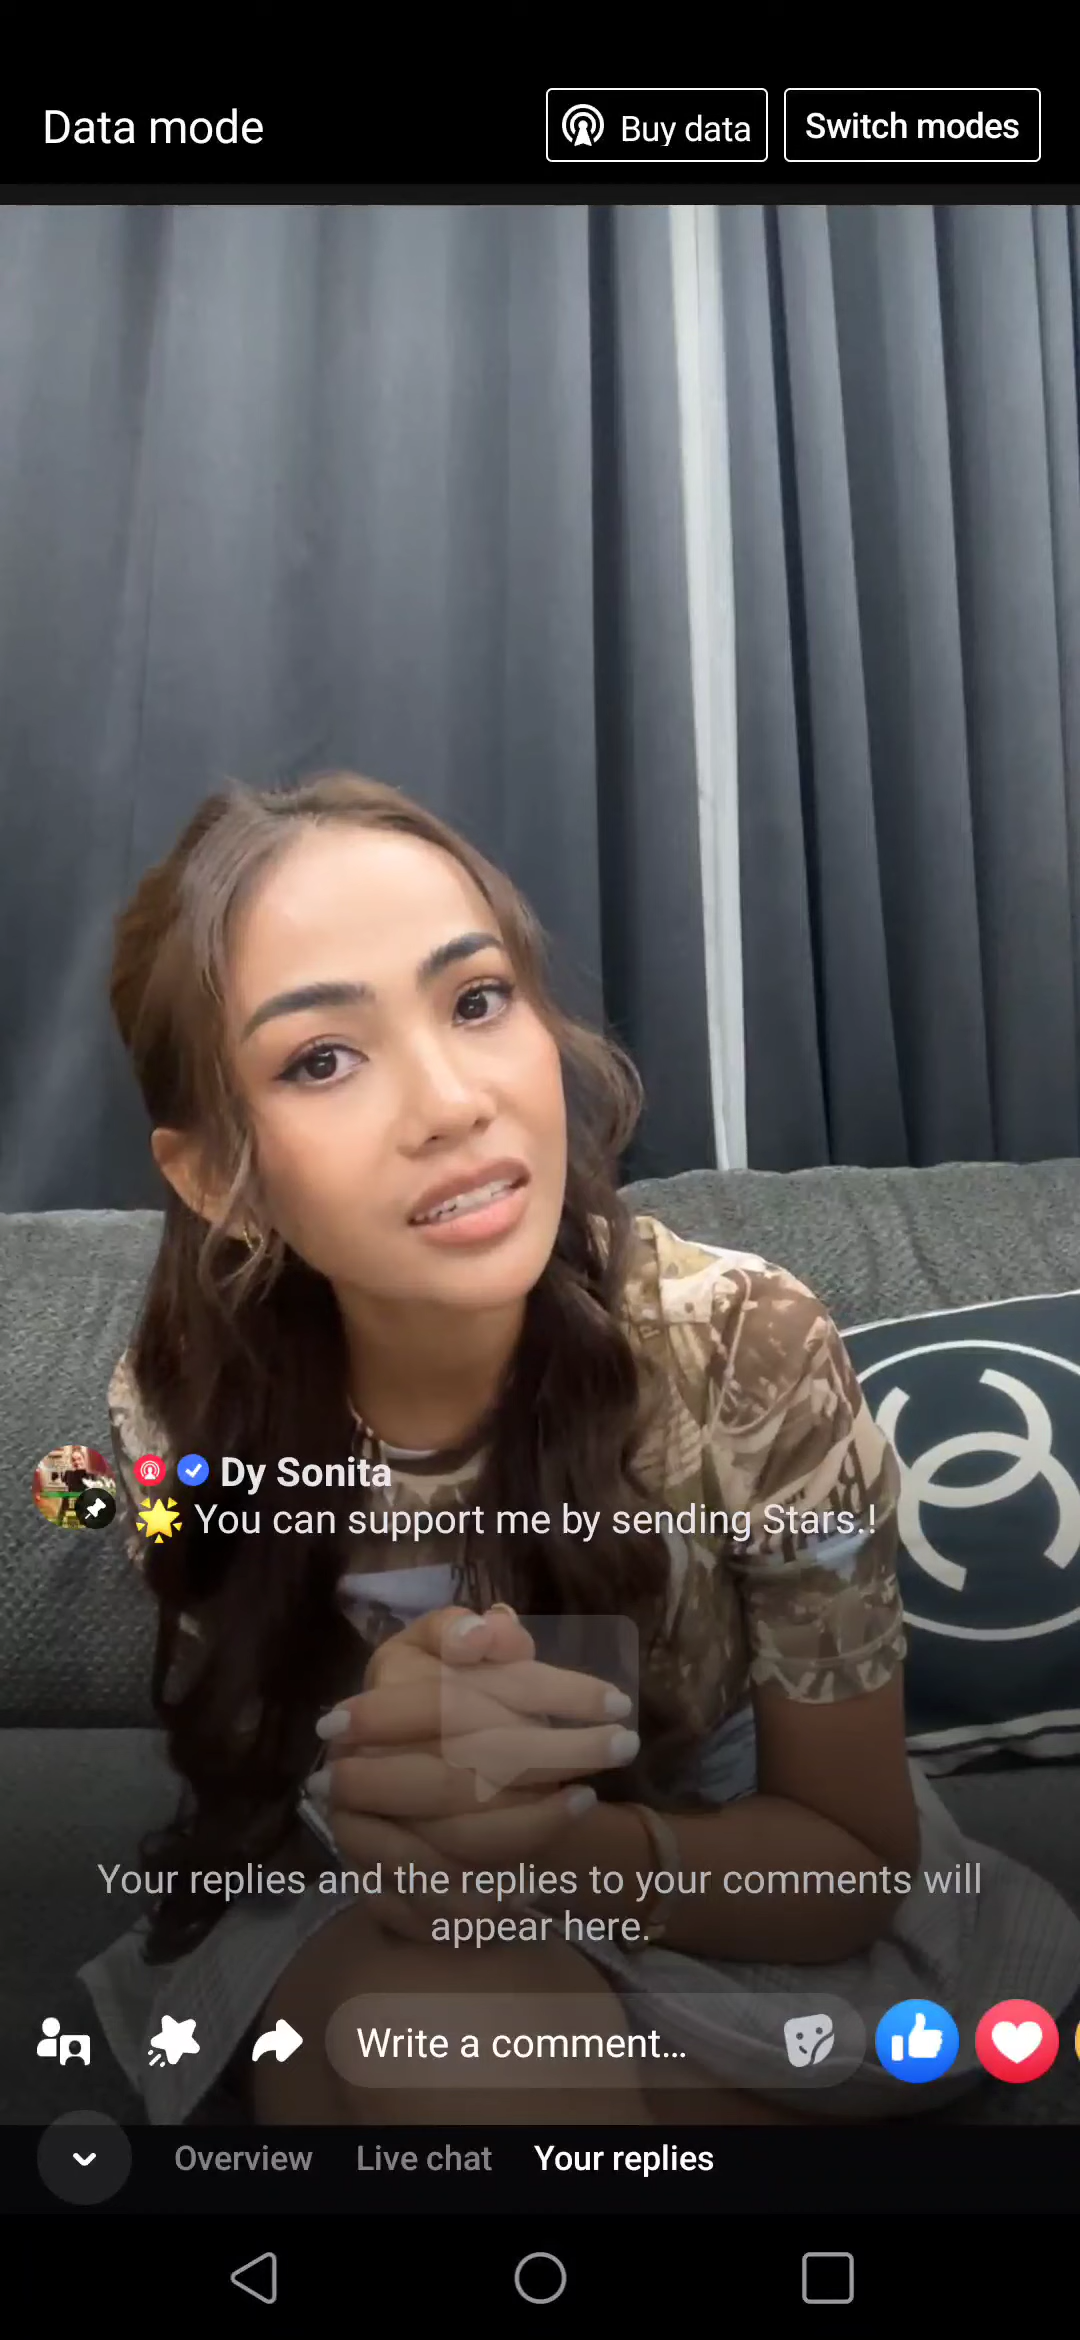 Data mode
Buy data
Switch modes
Dy Sonita
🌟 You can support me by sending Stars.!
Your replies and the replies to your comments will
appear here.
Write a comment...
Overview
Live chat
Your replies